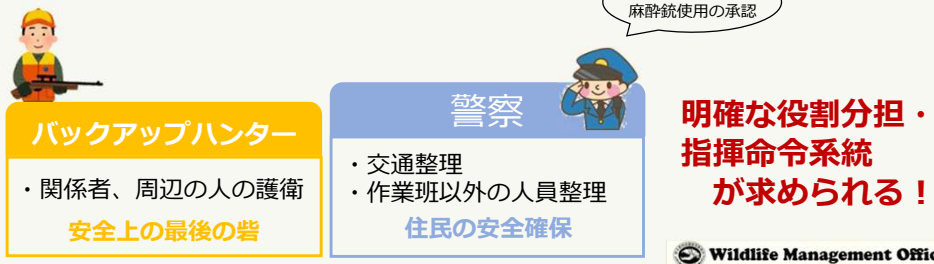 麻酔銃使用の承認
バックアップハンター
・関係者、周辺の人の護衛
安全上の最後の砦
警察
・交通整理
・作業班以外の人員整理
住民の安全確保
明確な役割分担・
指揮命令系統
が求められる！
Wildlife Management Offic